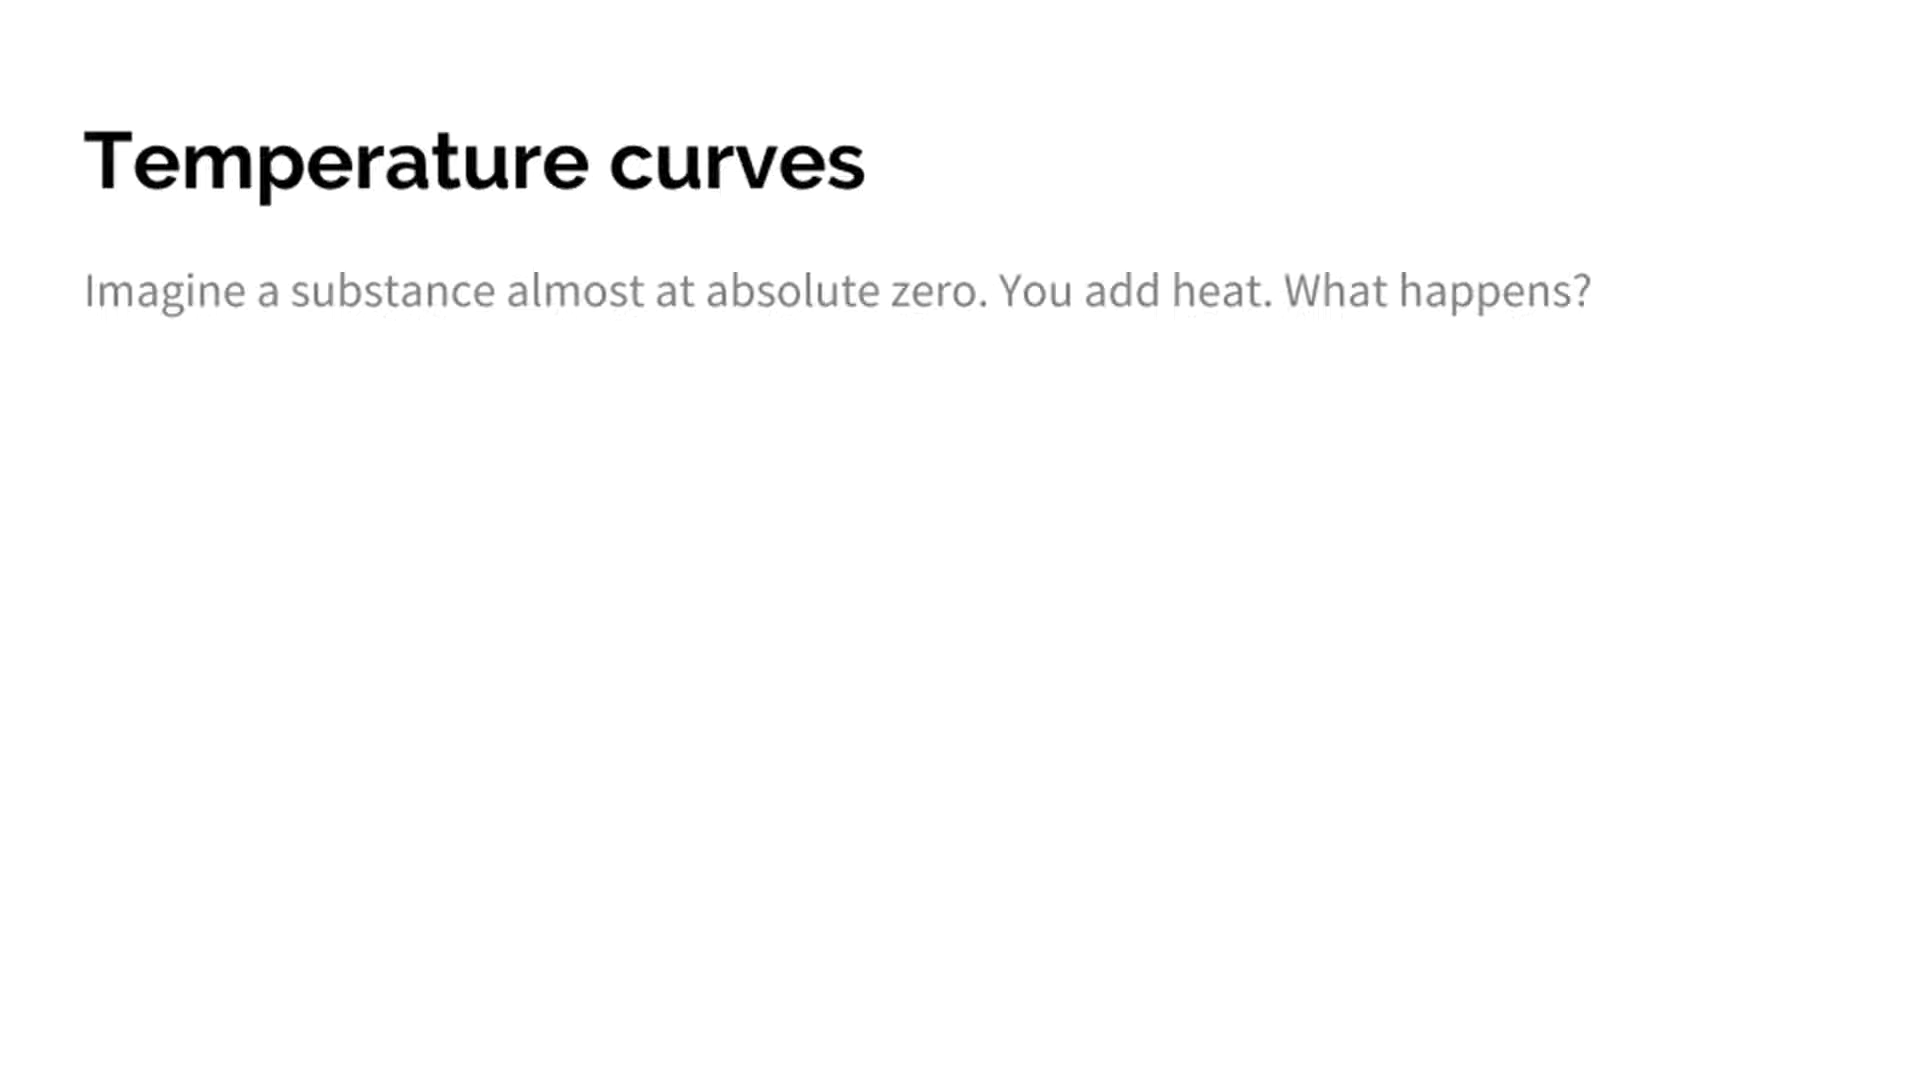 Temperature curves
Imagine a substance almost at absolute zero. You add heat. What happens?